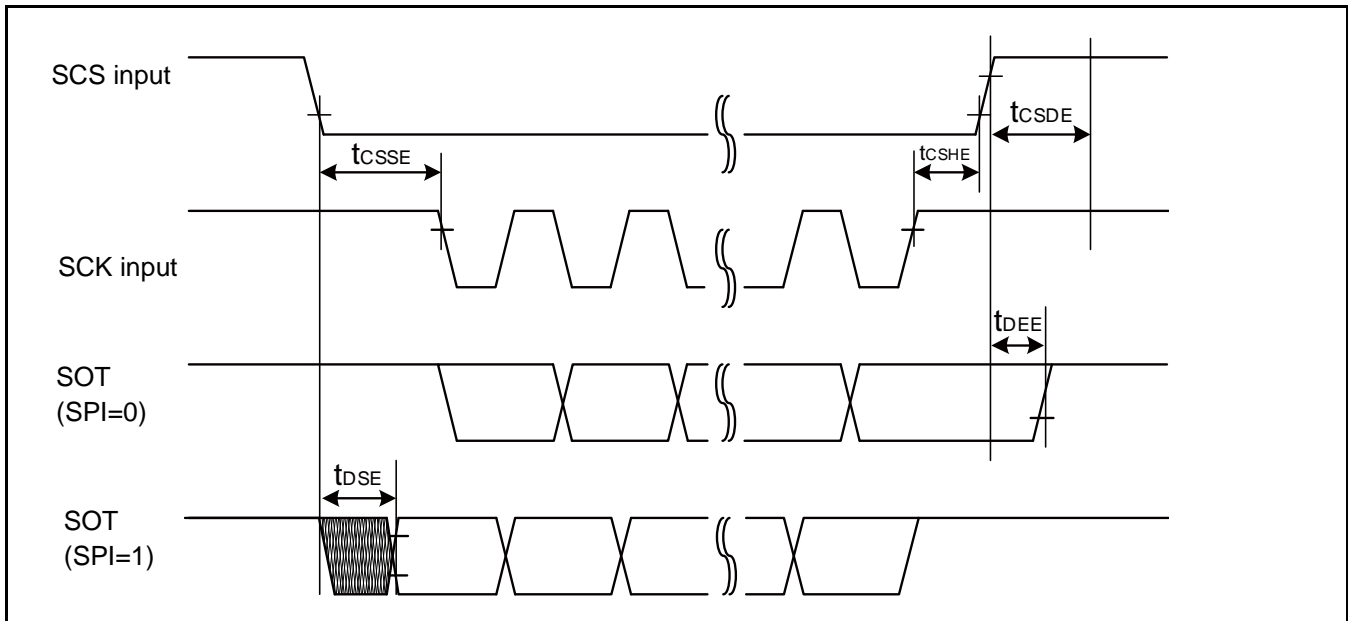 SCS input
tCSDE
tCSSE
tCSHE
SCK input
tDEE
SOT
(SPI=0)
tDSE
SOT
(SPI=1)